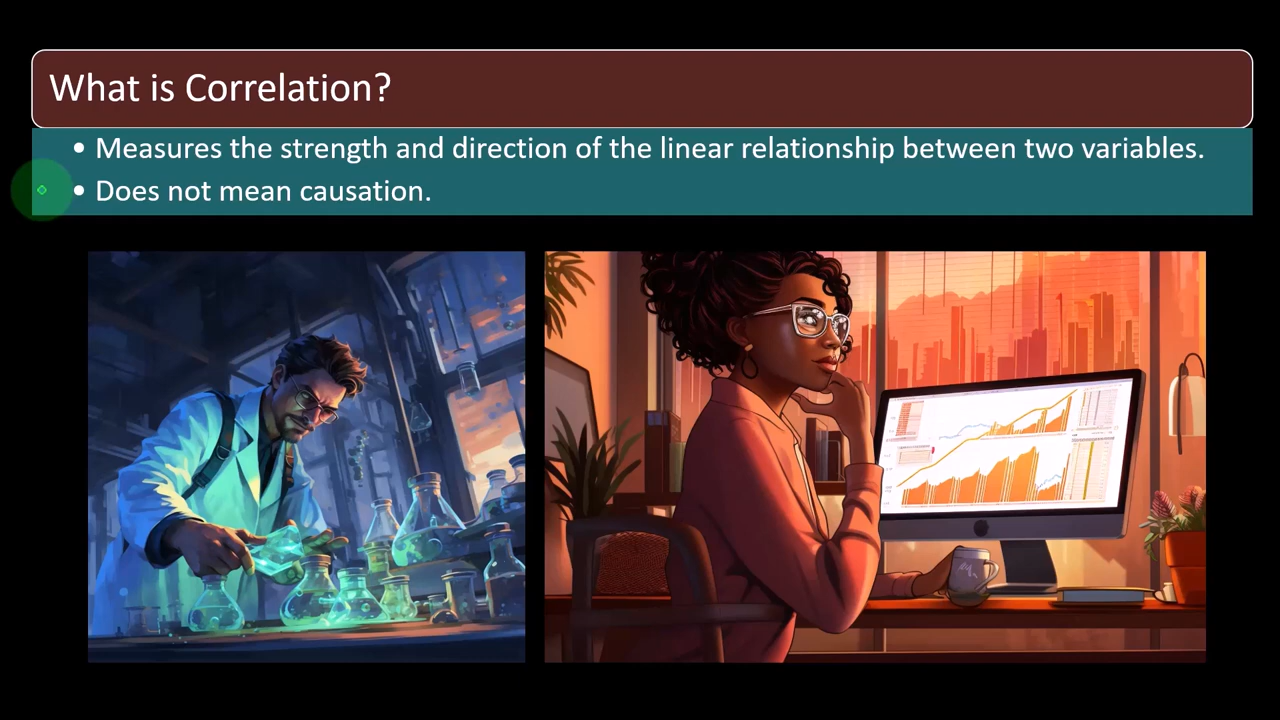 What is Correlation?
• Measures the strength and direction of the linear relationship between two variables.
• Does not mean causation.